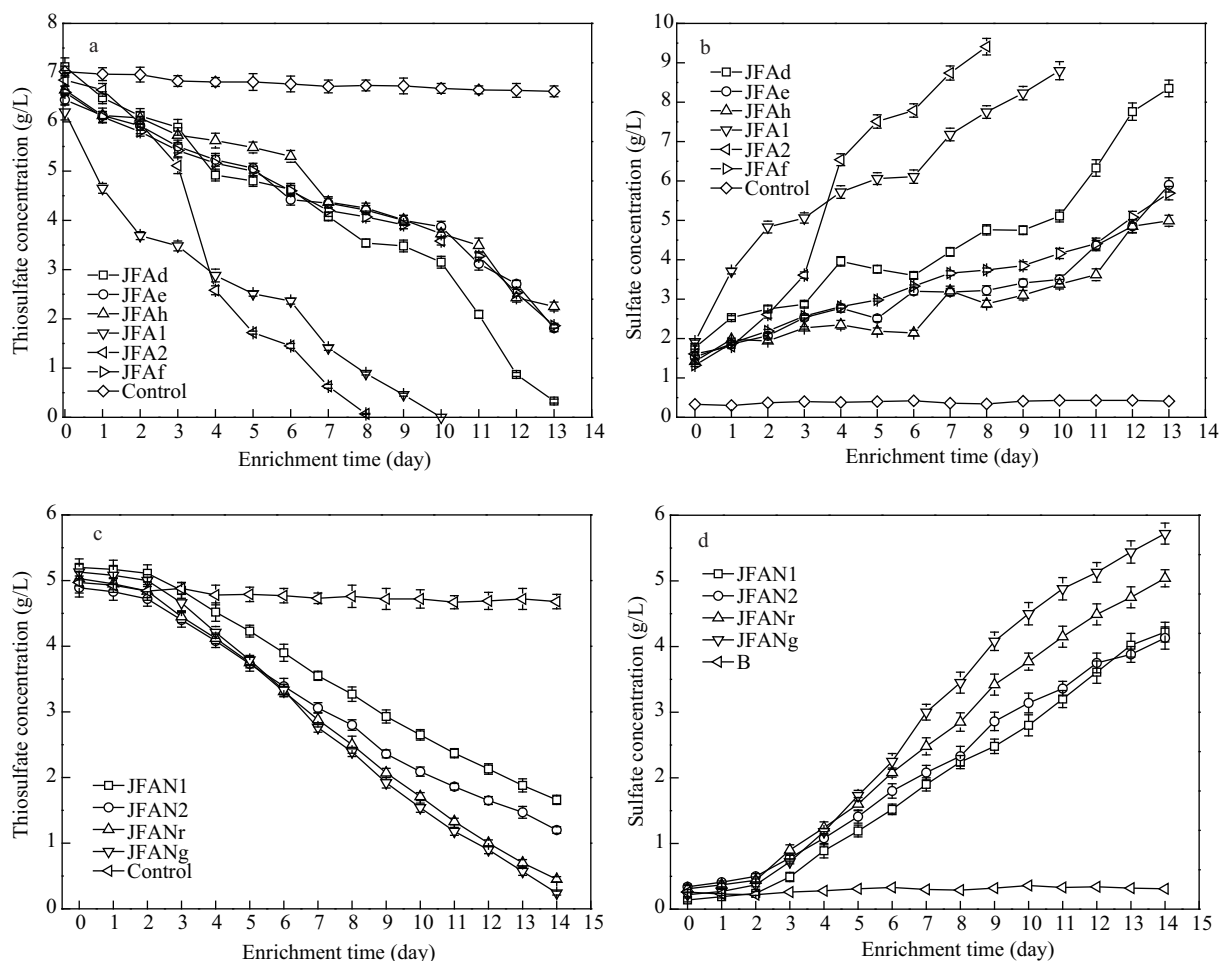 a
Thiosulfate concentration (g/L)
8
7
6
5
4
3
2
1
0
JFAd
JFAe
JFAh
JFA1
JFA2
JFAf
Control
0 1 2 3 4 5 6 7 8 9 10 11 12 13 14
Enrichment time (day)
b
Sulfate concentration (g/L)
10
9
8
7
6
5
4
3
2
1
0
JFAd
JFAe
JFAh
JFA1
JFA2
JFAf
Control
0 1 2 3 4 5 6 7 8 9 10 11 12 13 14
Enrichment time (day)
c
Thiosulfate concentration (g/L)
6
5
4
3
2
1
0
JFAN1
JFAN2
JFANr
JFANg
Control
0 1 2 3 4 5 6 7 8 9 10 11 12 13 14 15
Enrichment time (day)
d
Sulfate concentration (g/L)
6
5
4
3
2
1
0
JFAN1
JFAN2
JFANr
JFANg
B
0 1 2 3 4 5 6 7 8 9 10 11 12 13 14 15
Enrichment time (day)